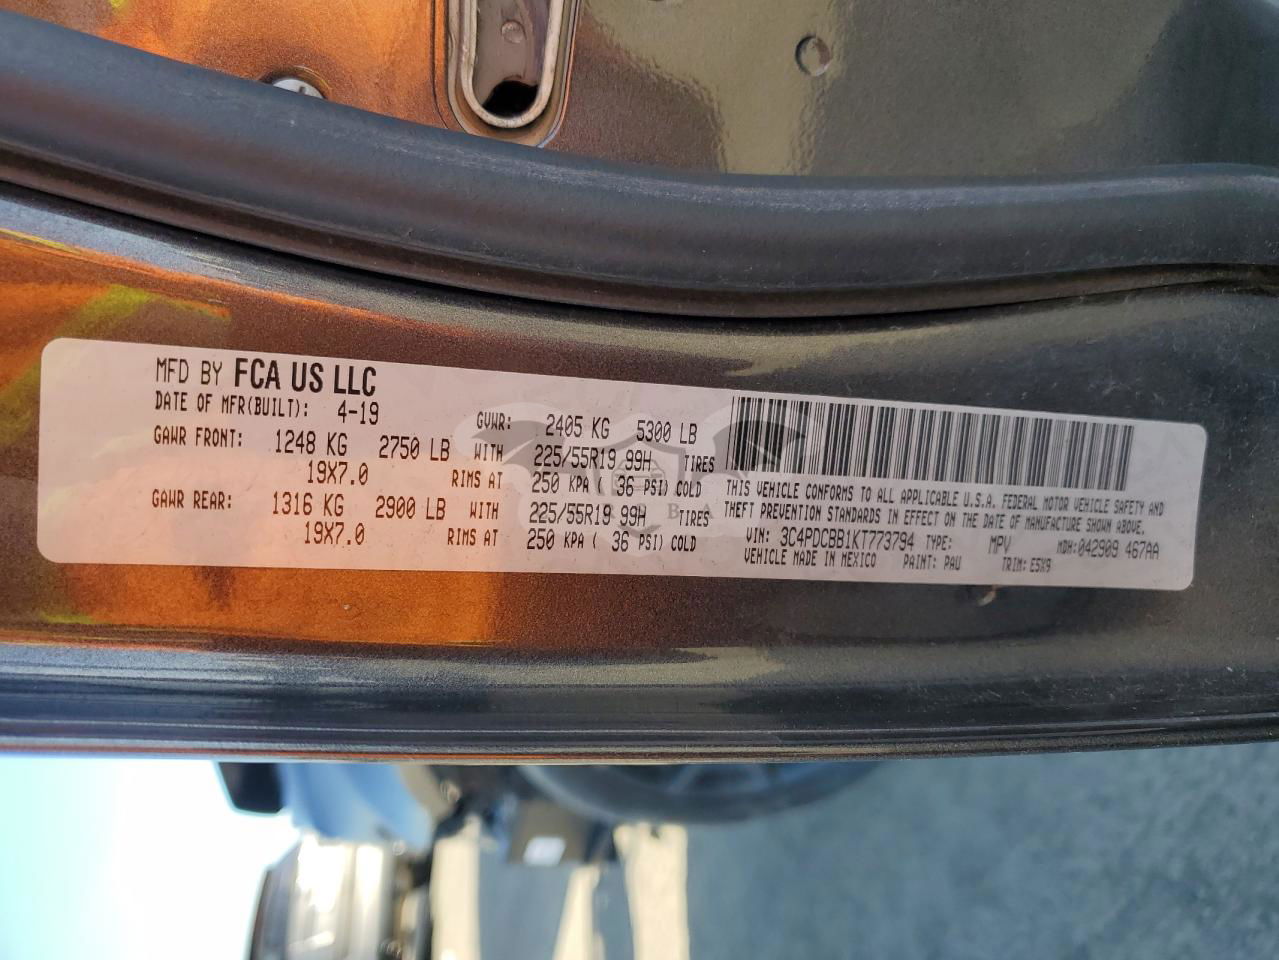 MFD BY FCA US LLC
DATE OF MFR(BUILT): 4-19 GVWR: 2405 KG 5300 LB
GAWR FRONT: 1248 KG 2750 LB WITH 225/55R19 99H TIRES
19X7.0 RIMS AT 250 KPA ( 36 PSI) COLD
GAWR REAR: 1316 KG 2900 LB WITH 225/55R19 99H TIRES
19X7.0 RIMS AT 250 KPA ( 36 PSI) COLD
THIS VEHICLE CONFORMS TO ALL APPLICABLE U.S.A. FEDERAL MOTOR VEHICLE SAFETY AND
THEFT PREVENTION STANDARDS IN EFFECT ON THE DATE OF MANUFACTURE SHOWN ABOVE.
VIN: 3C4PDCBB1KT773794 TYPE: MPV MDH:042909 467AA
VEHICLE MADE IN MEXICO PAINT: PAU TRIM: E5X9